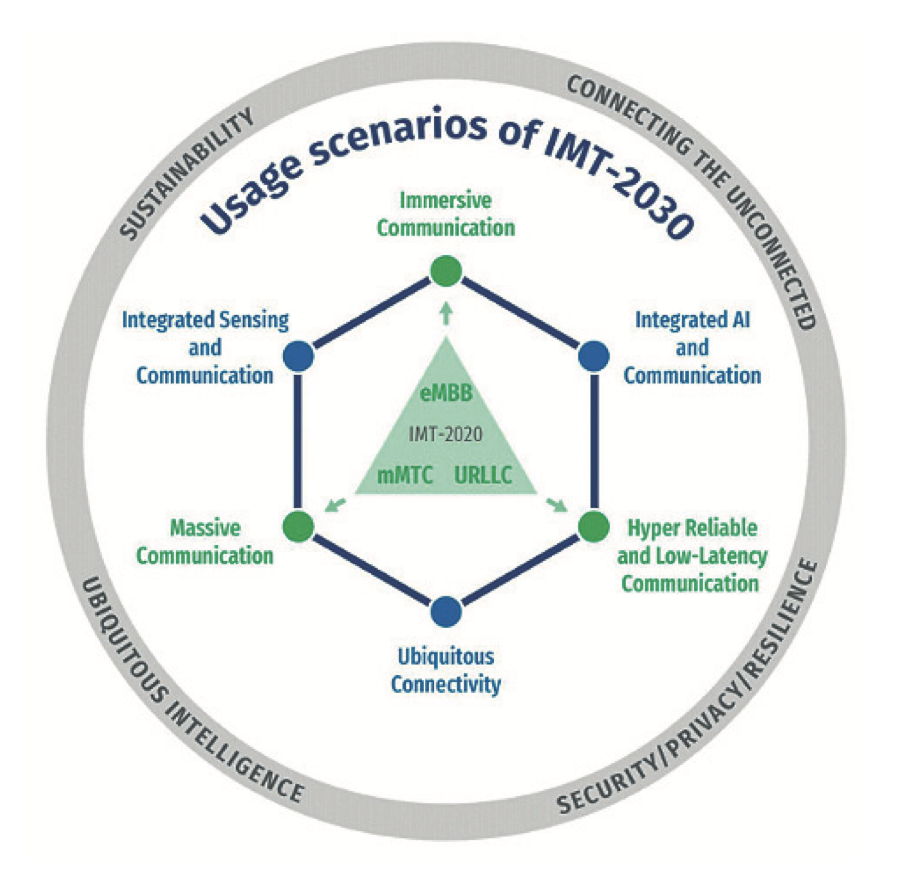 SUSTAINABILITY
CONNECTING THE UNCONNECTED
Usage scenarios of IMT-2030
Immersive
Communication
Integrated Sensing
and
Communication
Integrated AI
and
Communication
eMBB
IMT-2020
mMTC URLLC
Massive
Communication
Hyper Reliable
and Low-Latency
Communication
Ubiquitous
Connectivity
UBIQUITOUS INTELLIGENCE
SECURITY/PRIVACY/RESILIENCE